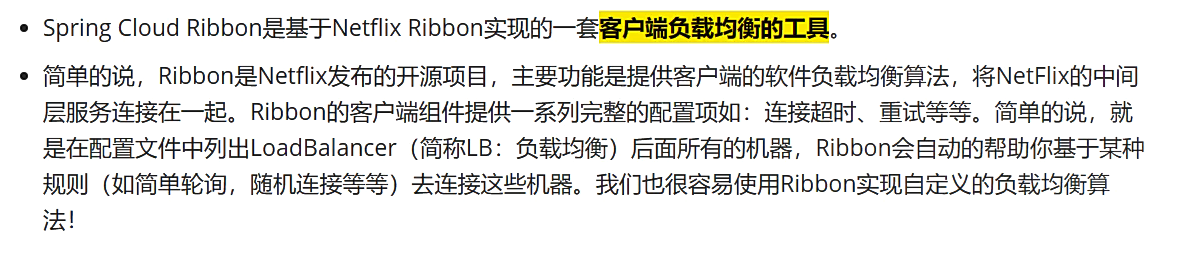 Spring Cloud Ribbon是基于Netflix Ribbon实现的一套客户端负载均衡的工具。
简单的说，Ribbon是Netflix发布的开源项目，主要功能是提供客户端的软件负载均衡算法，将NetFlix的中间
层服务连接在一起。Ribbon的客户端组件提供一系列完整的配置项如：连接超时、重试等等。简单的说，就
是在配置文件中列出LoadBalancer（简称LB：负载均衡）后面所有的机器，Ribbon会自动的帮助你基于某种
规则（如简单轮询，随机连接等等）去连接这些机器。我们也很容易使用Ribbon实现自定义的负载均衡算
法！